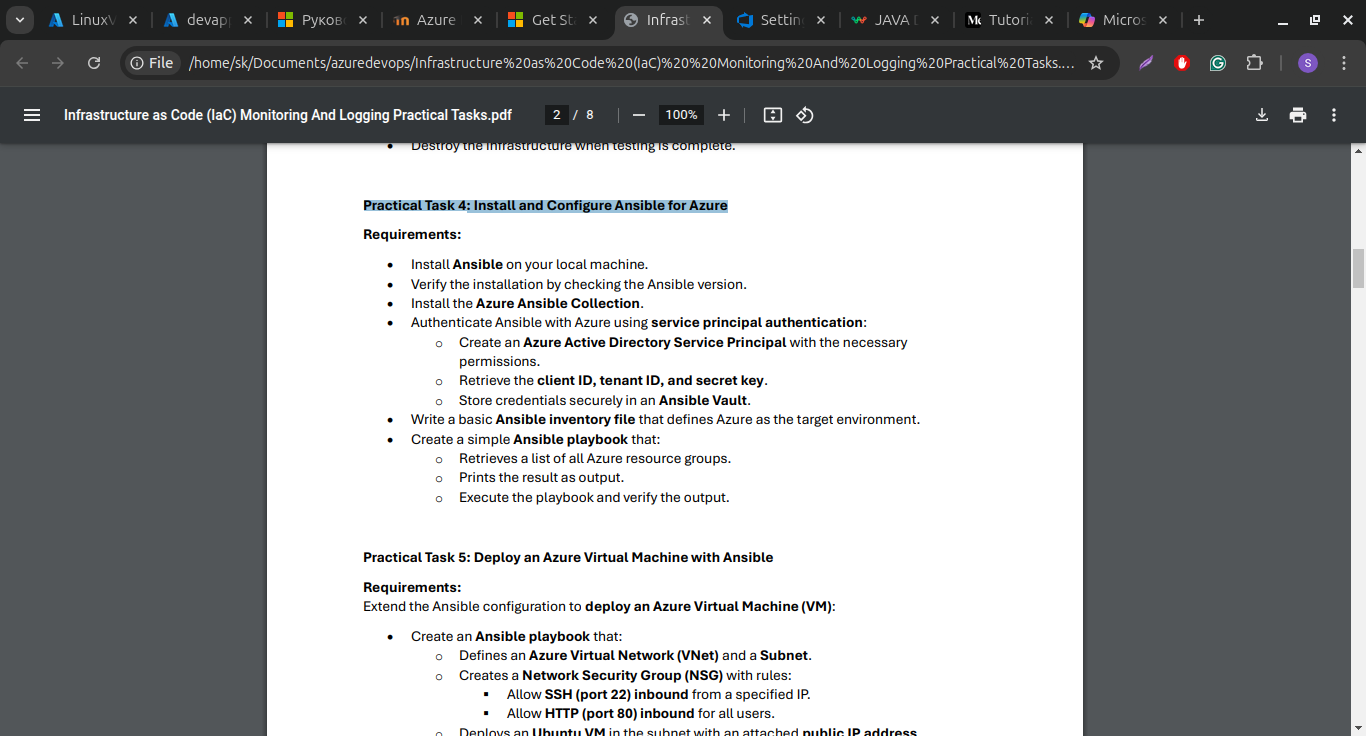 LinuxV
devap
Руков
Azure
Get St
Infrast
Settin
JAVA
Tutori
Micros
File
/home/sk/Documents/azuredevops/Infrastructure%20as%20Code%20(IaC)%20%20Monitoring%20And%20Logging%20Practical%20Tasks....
S
Infrastructure as Code (IaC) Monitoring And Logging Practical Tasks.pdf
2 / 8
100%
• Destroy the infrastructure when testing is complete.
Practical Task 4: Install and Configure Ansible for Azure
Requirements:
• Install Ansible on your local machine.
• Verify the installation by checking the Ansible version.
• Install the Azure Ansible Collection.
• Authenticate Ansible with Azure using service principal authentication:
o Create an Azure Active Directory Service Principal with the necessary
permissions.
o Retrieve the client ID, tenant ID, and secret key.
o Store credentials securely in an Ansible Vault.
• Write a basic Ansible inventory file that defines Azure as the target environment.
• Create a simple Ansible playbook that:
o Retrieves a list of all Azure resource groups.
o Prints the result as output.
o Execute the playbook and verify the output.
Practical Task 5: Deploy an Azure Virtual Machine with Ansible
Requirements:
Extend the Ansible configuration to deploy an Azure Virtual Machine (VM):
• Create an Ansible playbook that:
o Defines an Azure Virtual Network (VNet) and a Subnet.
o Creates a Network Security Group (NSG) with rules:
▪ Allow SSH (port 22) inbound from a specified IP.
▪ Allow HTTP (port 80) inbound for all users.
o Deploys an Ubuntu VM in the subnet with an attached public IP address